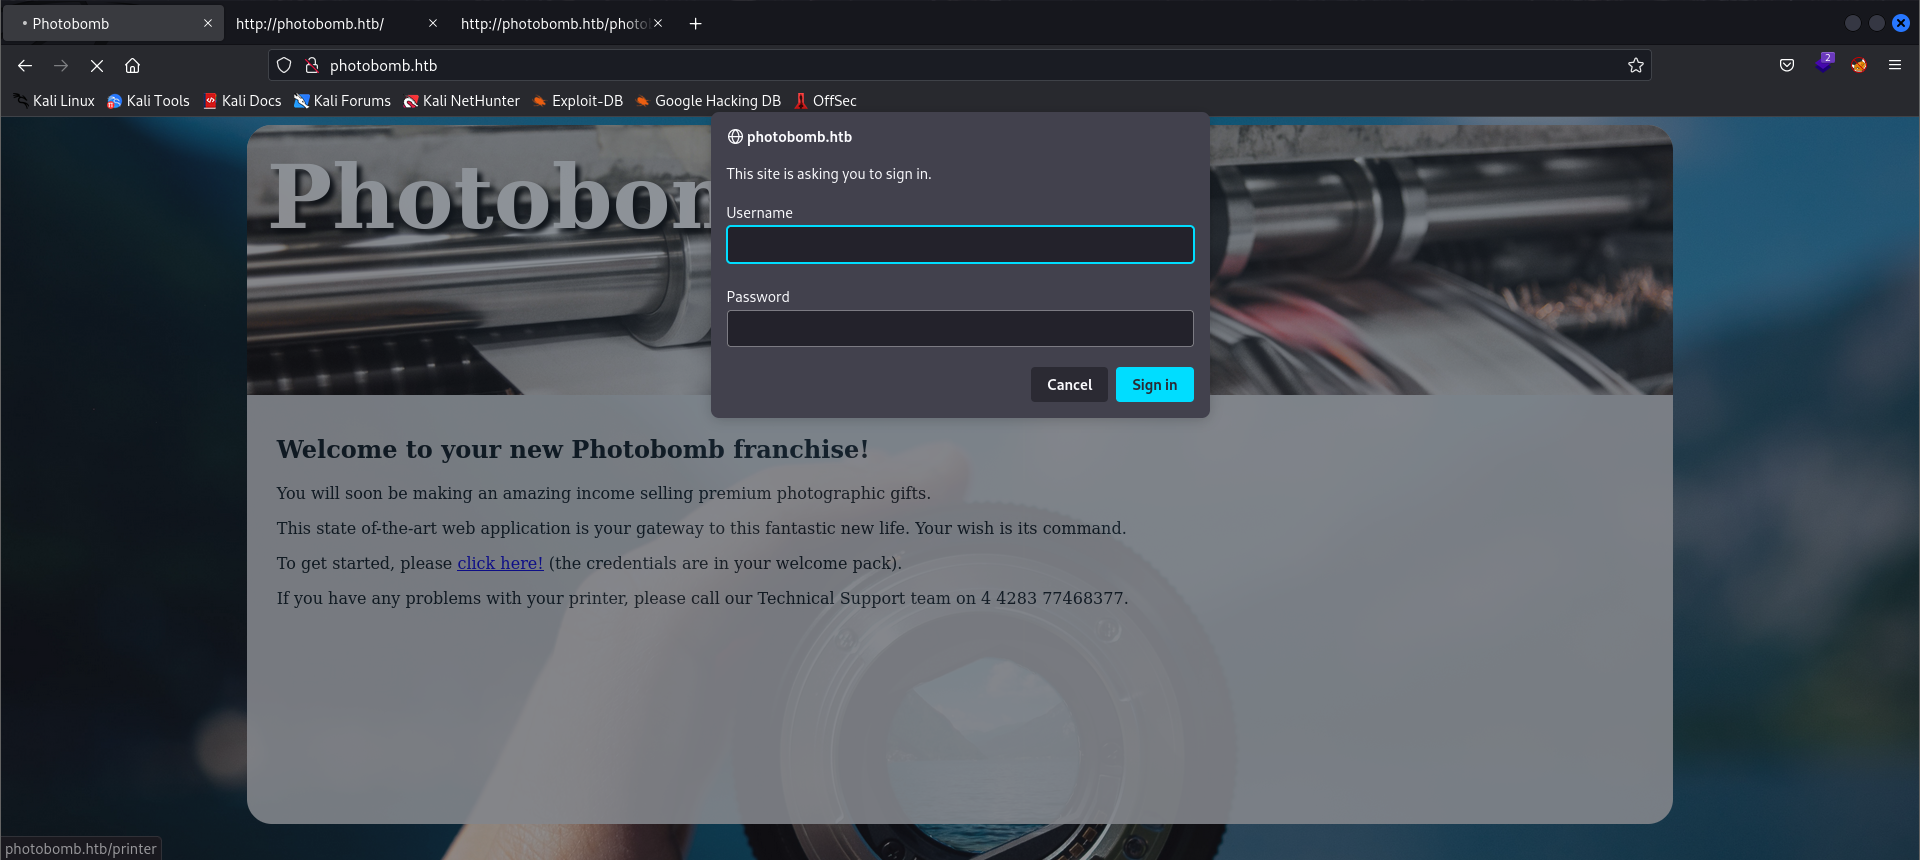 Photobomb
http://photobomb.htb/
http://photobomb.htb/photo
photobomb.htb
2
Kali Linux Kali Tools Kali Docs Kali Forums Kali NetHunter Exploit-DB Google Hacking DB OffSec
Photobom
photobomb.htb
This site is asking you to sign in.
Username
Password
Cancel Sign in
Welcome to your new Photobomb franchise!
You will soon be making an amazing income selling premium photographic gifts.
This state of-the-art web application is your gateway to this fantastic new life. Your wish is its command.
To get started, please click here! (the credentials are in your welcome pack).
If you have any problems with your printer, please call our Technical Support team on 4 4283 77468377.
photobomb.htb/printer